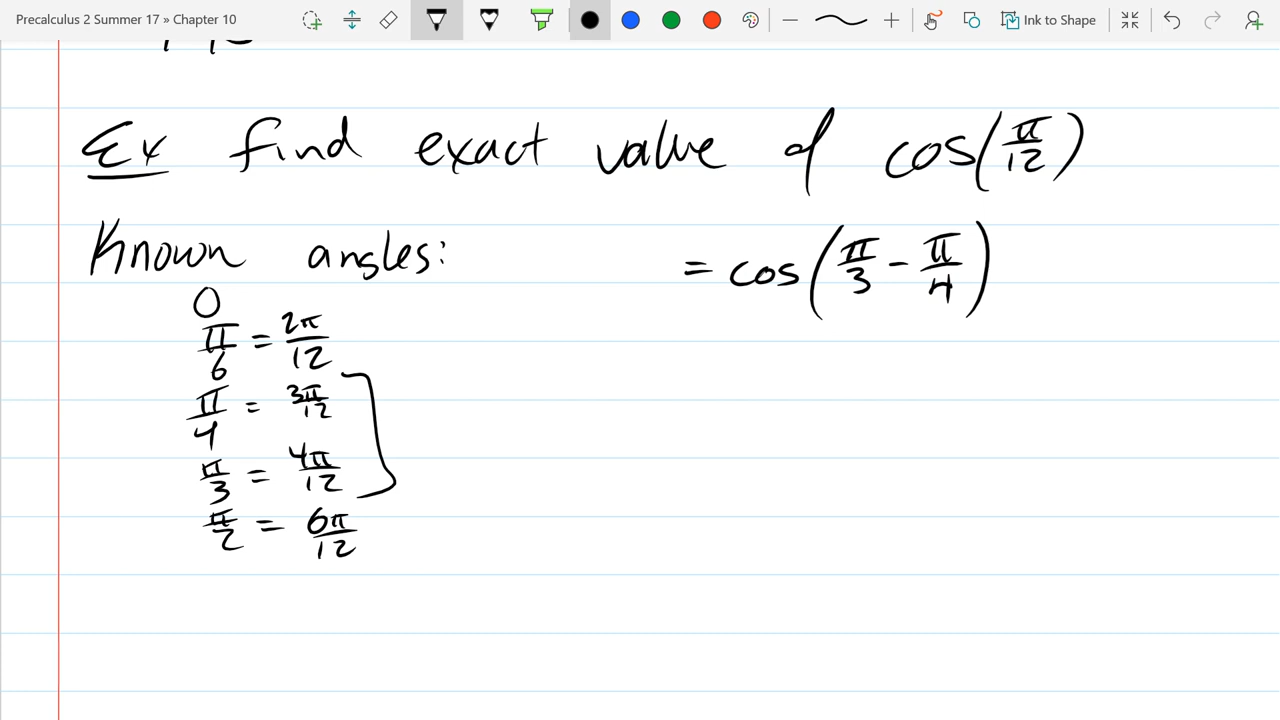 Precalculus 2 Summer 17 » Chapter 10
Ink to Shape
Ex find exact value of cos(π/12)
Known angles:
= cos(π/3 - π/4)
0
π/6 = 2π/12
π/4 = 3π/12
π/3 = 4π/12
π/2 = 6π/12